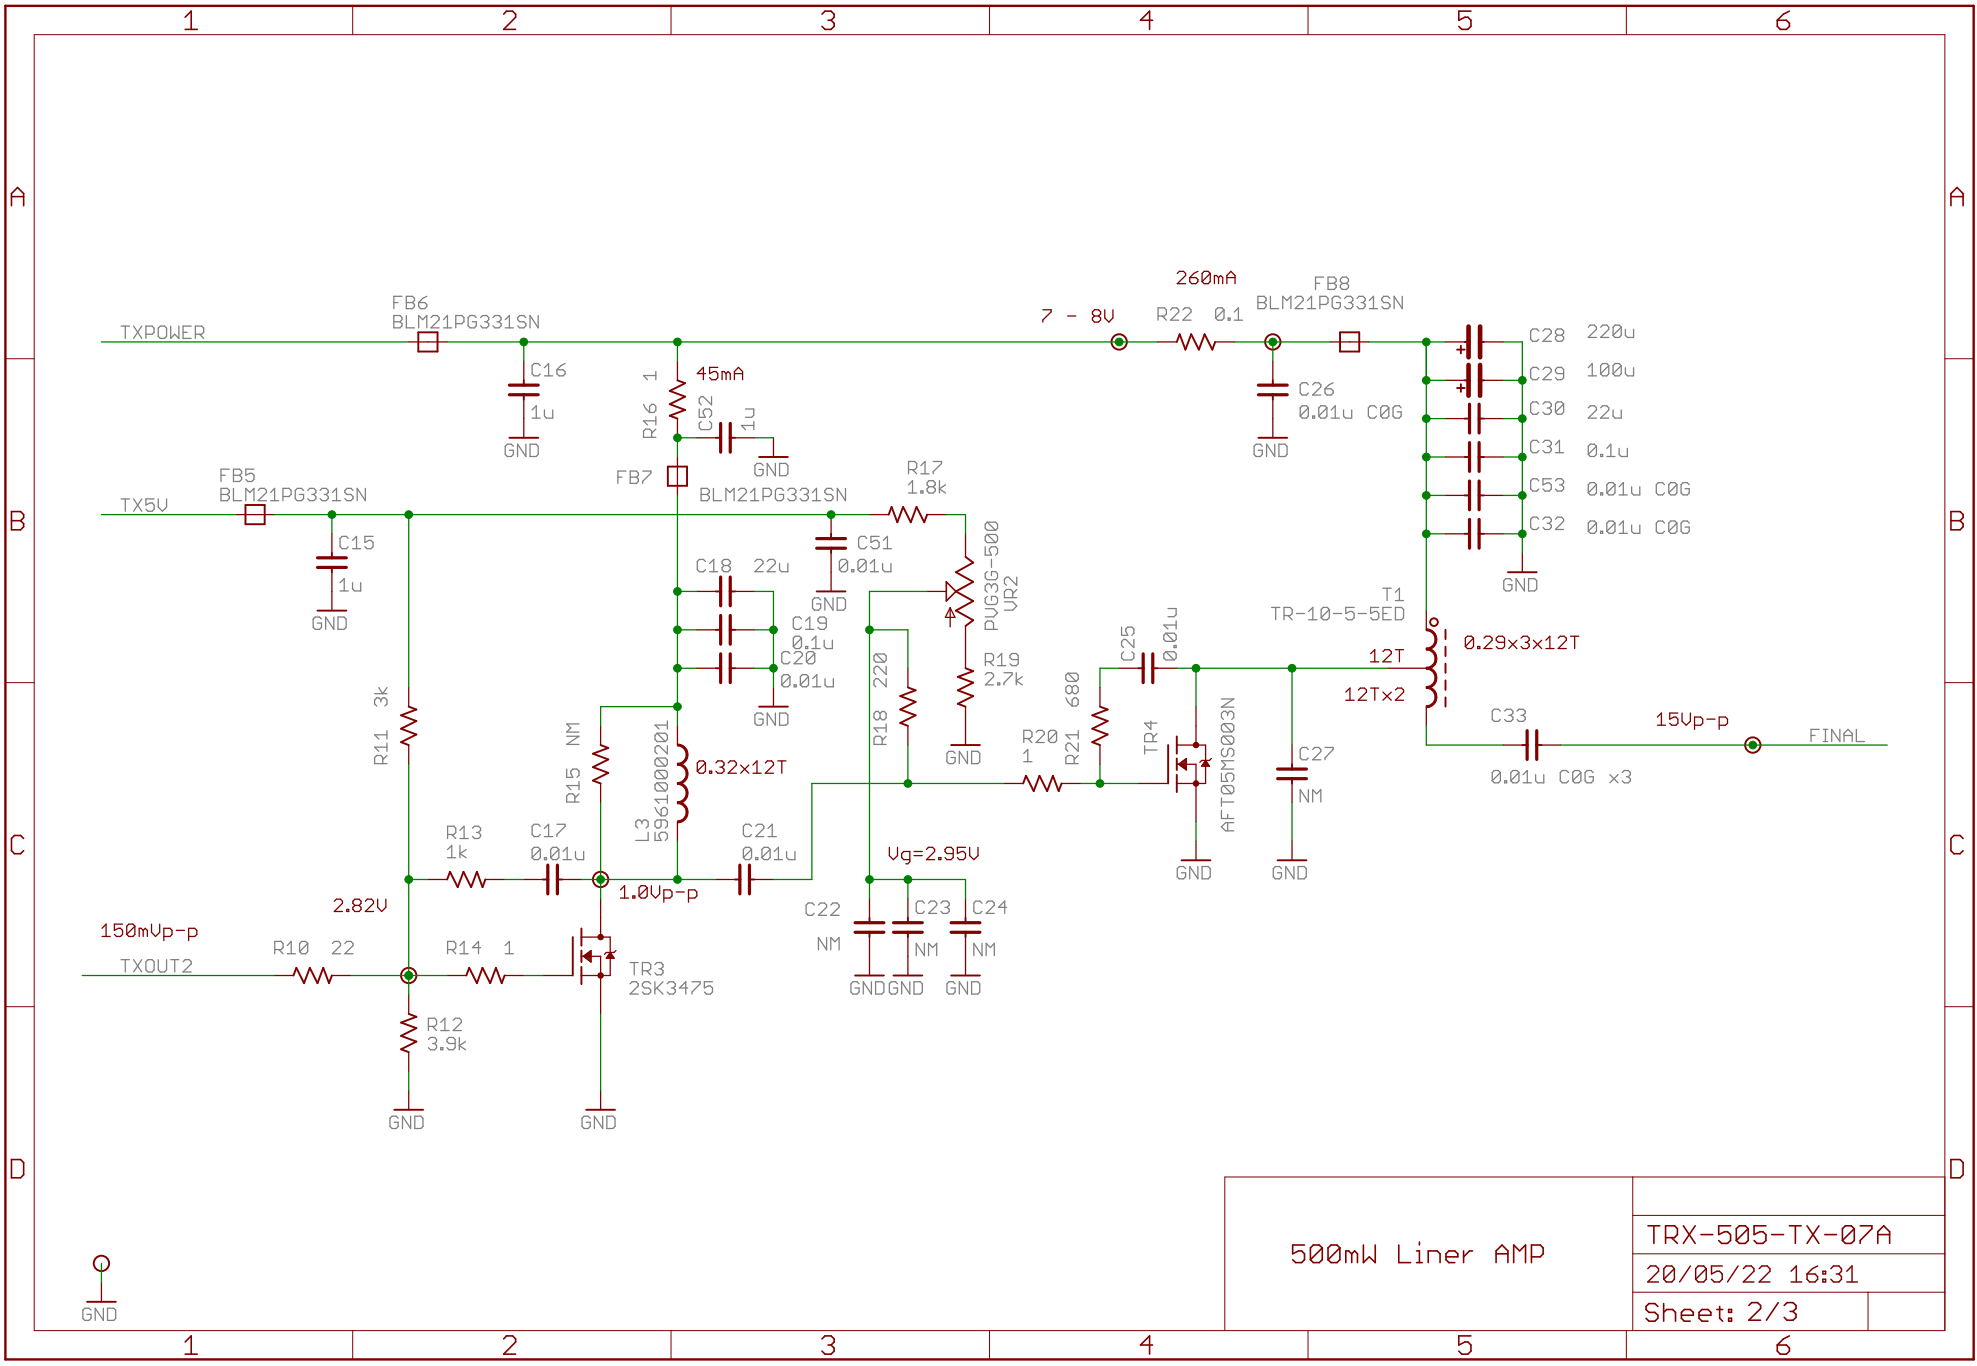 1 2 3 4 5 6
A A
260mA
FB8
BLM21PG331SN
FB6
BLM21PG331SN
TXPOWER
7 - 8V
R22 0.1
C28 220u
C29 100u
C30 22u
C31 0.1u
C53 0.01u C0G
C32 0.01u C0G
GND
C16
1u
GND
R16 1
45mA
C52
1u
GND
C26
0.01u C0G
GND
FB7
BLM21PG331SN
FB5
BLM21PG331SN
TX5V
R17
1.8k
B B
C15
1u
GND
C51
0.01u
GND
PVG3G-500
VR2
C18 22u
C19
0.1u
C20
0.01u
GND
R19
2.7k
GND
R18 220
T1
TR-10-5-5ED
0.29x3x12T
12T
12Tx2
C25
0.01u
R21 680
R20
1
TR4
AFT05MS003N
GND
C27
NM
GND
C33
0.01u C0G x3
15Vp-p
FINAL
R11 3k
R15 NM
L3
5961000201
0.32x12T
C C
R13
1k
C17
0.01u
C21
0.01u
1.0Vp-p
Vg=2.95V
C22
NM
GND
C23
NM
GND
C24
NM
GND
2.82V
150mVp-p
TXOUT2
R10 22
R14 1
TR3
2SK3475
R12
3.9k
GND
GND
D D
GND
500mW Liner AMP
TRX-505-TX-07A
20/05/22 16:31
Sheet: 2/3
1 2 3 4 5 6